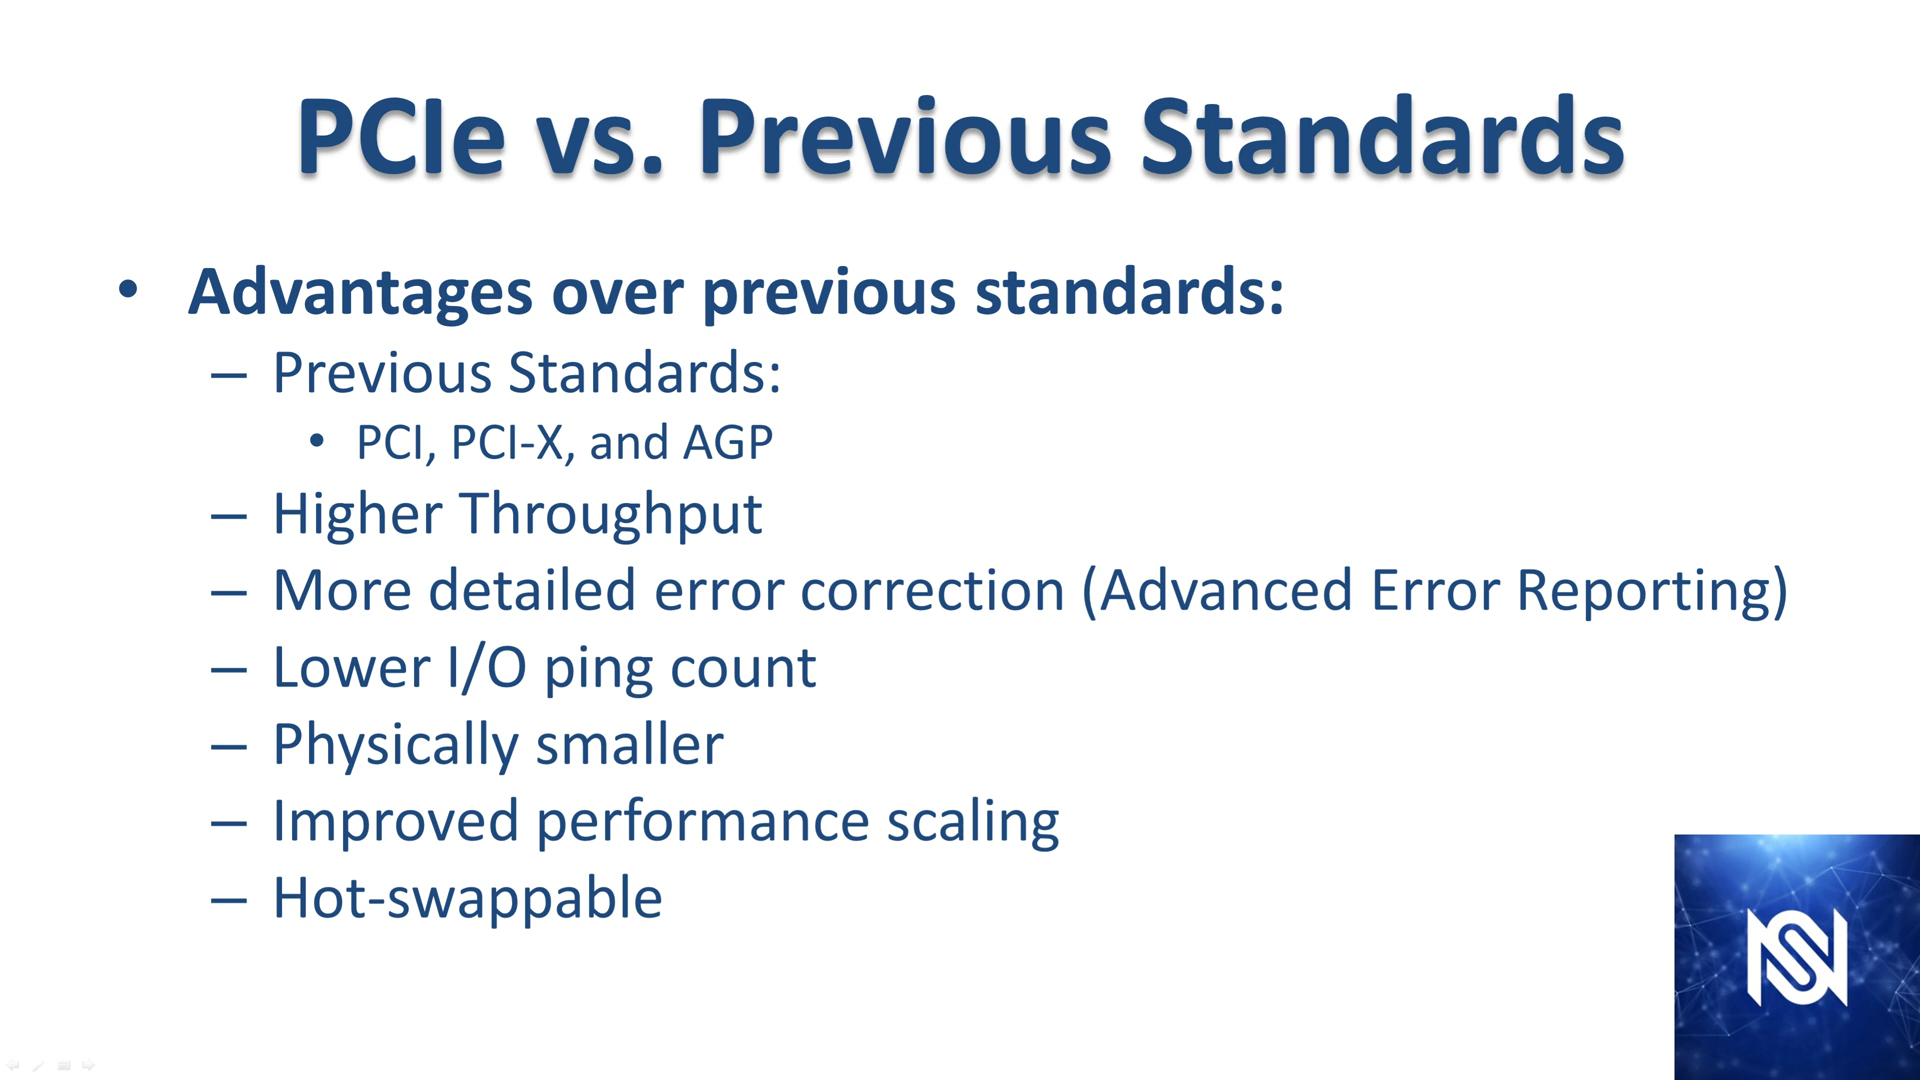 PCIe vs. Previous Standards
• Advantages over previous standards:
– Previous Standards:
• PCI, PCI-X, and AGP
– Higher Throughput
– More detailed error correction (Advanced Error Reporting)
– Lower I/O ping count
– Physically smaller
– Improved performance scaling
– Hot-swappable
NS